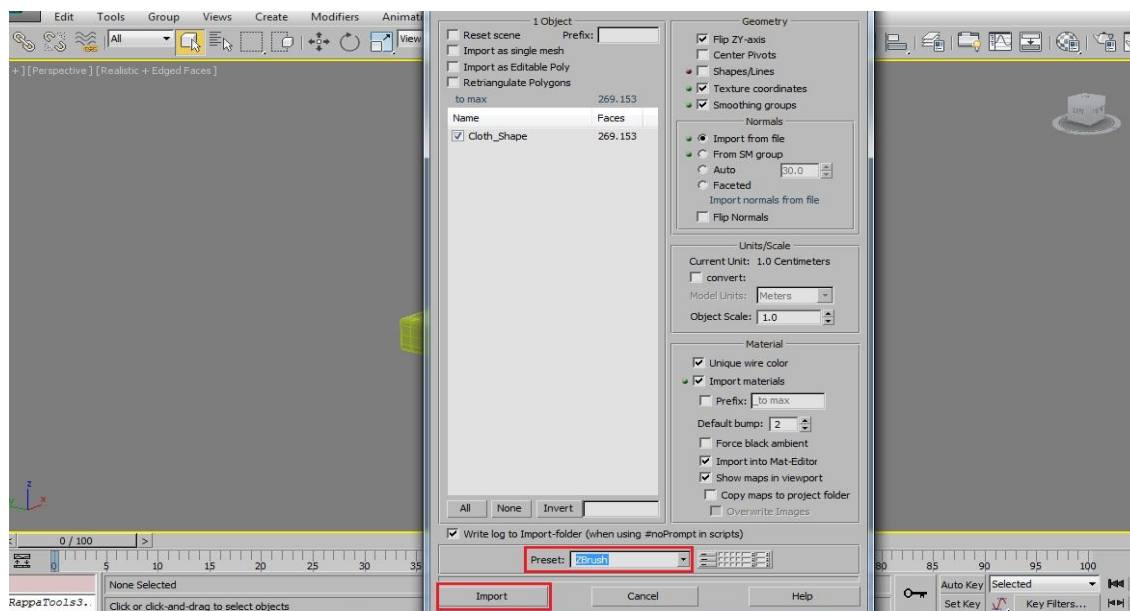 Edit Tools Group Views Create Modifiers Animati
All
View
[+] [Perspective] [Realistic + Edged Faces]
1 Object
Reset scene Prefix:
Import as single mesh
Import as Editable Poly
Retriangulate Polygons
to max 269.153
Name Faces
Cloth_Shape 269.153
All None Invert
Geometry
Flip ZY-axis
Center Pivots
Shapes/Lines
Texture coordinates
Smoothing groups
Normals
Import from file
From SM group
Auto 30.0
Faceted
Import normals from file
Flip Normals
Units/Scale
Current Unit: 1.0 Centimeters
convert:
Model Units: Meters
Object Scale: 1.0
Material
Unique wire color
Import materials
Prefix: _to max
Default bump: 2
Force black ambient
Import into Mat-Editor
Show maps in viewport
Copy maps to project folder
Overwrite Images
Write log to Import-folder (when using #noPrompt in scripts)
Preset: ZBrush
Import Cancel Help
z
x
0 / 100 >
0 5 10 15 20 25 30 35 80 85 90 95 100
None Selected
RappaTools3. Click or click-and-drag to select objects
Auto Key Selected
Set Key Key Filters...